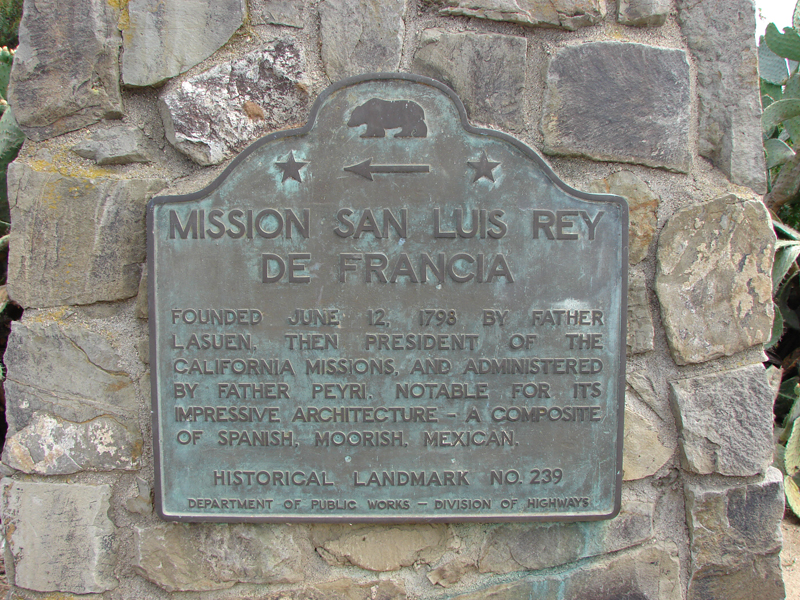 MISSION SAN LUIS REY
DE FRANCIA
FOUNDED JUNE 12, 1798 BY FATHER
LASUEN, THEN PRESIDENT OF THE
CALIFORNIA MISSIONS, AND ADMINISTERED
BY FATHER PEYRI. NOTABLE FOR ITS
IMPRESSIVE ARCHITECTURE – A COMPOSITE
OF SPANISH, MOORISH, MEXICAN.
HISTORICAL LANDMARK NO. 239
DEPARTMENT OF PUBLIC WORKS – DIVISION OF HIGHWAYS